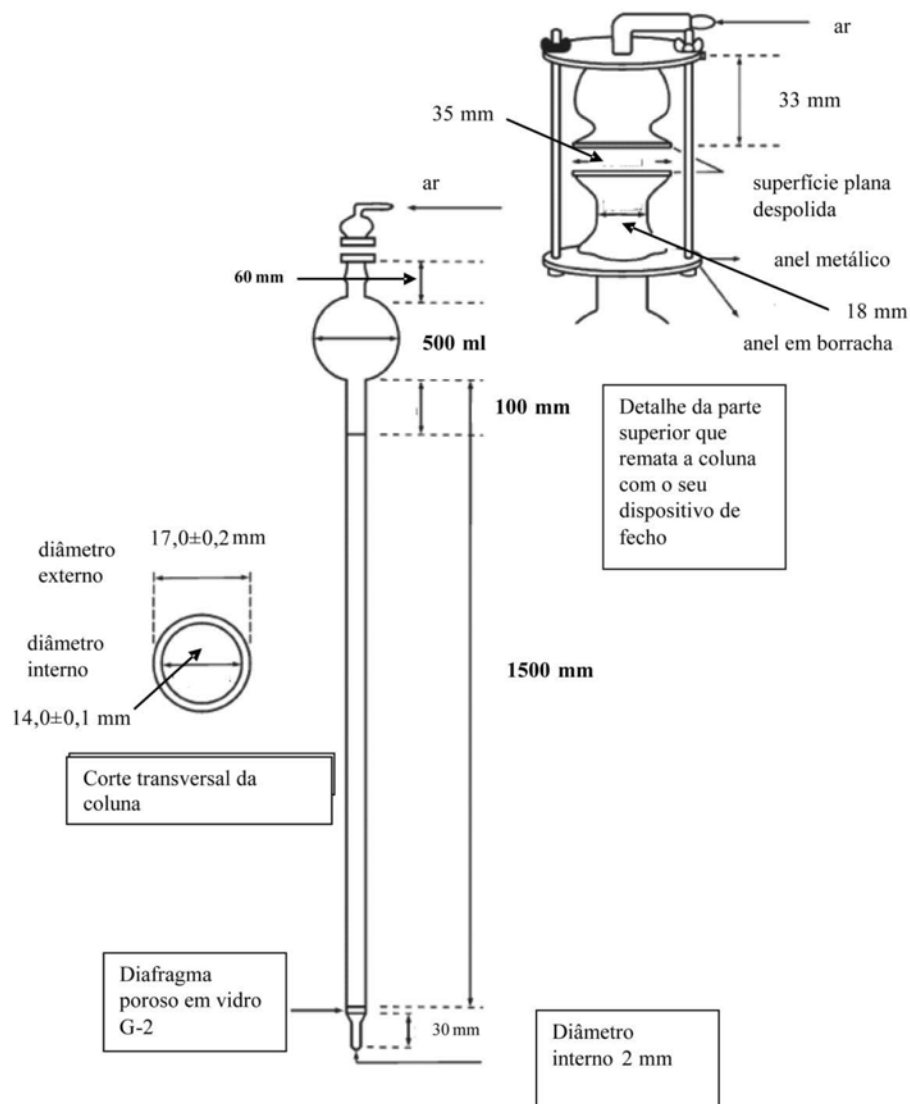 ar
33 mm
35 mm
superfície plana
despolida
ar
anel metálico
60 mm
18 mm
anel em borracha
500 ml
100 mm
Detalhe da parte
superior que
remata a coluna
com o seu
dispositivo de
fecho
17,0±0,2 mm
diâmetro
externo
diâmetro
interno
14,0±0,1 mm
1500 mm
Corte transversal da
coluna
Diafragma
poroso em vidro
G-2
30 mm
Diâmetro
interno 2 mm